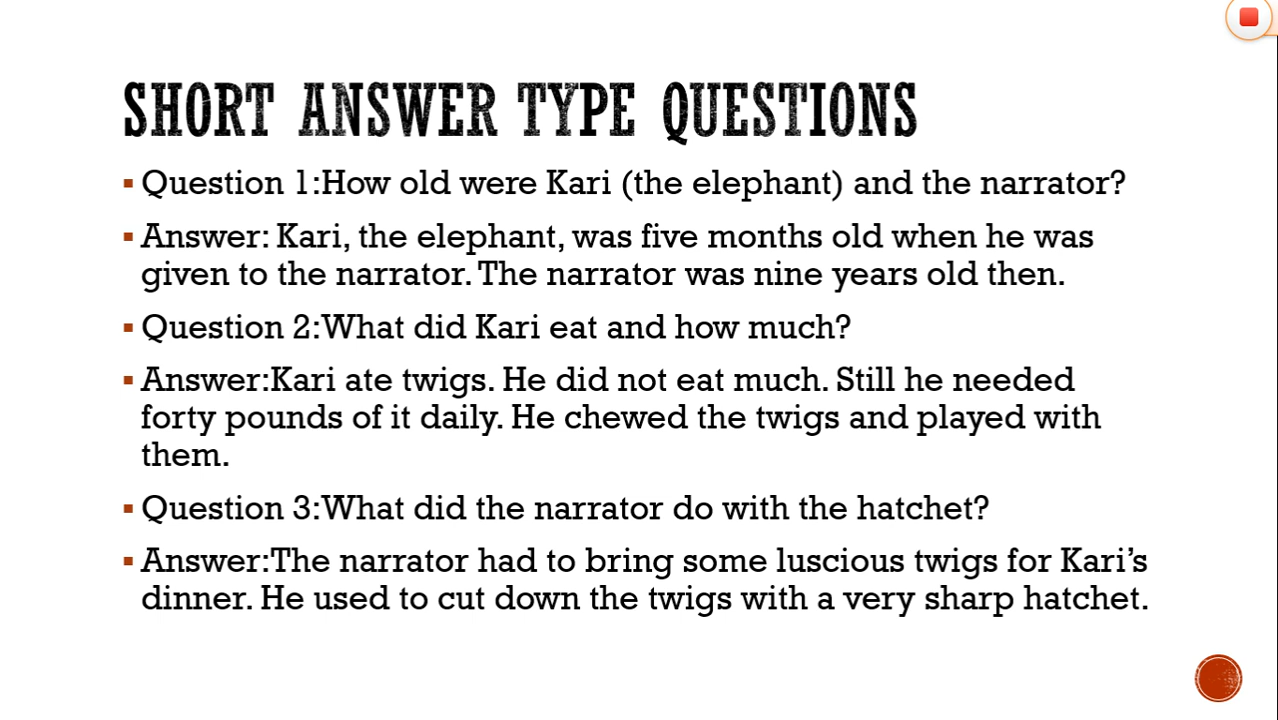 SHORT ANSWER TYPE QUESTIONS
▪ Question 1:How old were Kari (the elephant) and the narrator?
▪ Answer: Kari, the elephant, was five months old when he was
given to the narrator. The narrator was nine years old then.
▪ Question 2:What did Kari eat and how much?
▪ Answer:Kari ate twigs. He did not eat much. Still he needed
forty pounds of it daily. He chewed the twigs and played with
them.
▪ Question 3:What did the narrator do with the hatchet?
▪ Answer:The narrator had to bring some luscious twigs for Kari’s
dinner. He used to cut down the twigs with a very sharp hatchet.